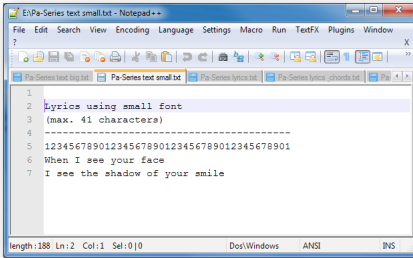 E:\Pa-Series text small.txt - Notepad++
File Edit Search View Encoding Language Settings Macro Run TextFX Plugins Window
? X
Pa-Series text big.txt Pa-Series text small.txt Pa-Series lyrics.txt Pa-Series lyrics_chords.txt Pa
1
2 Lyrics using small font
3 (max. 41 characters)
4 -----------------------------------------
5 12345678901234567890123456789012345678901
6 When I see your face
7 I see the shadow of your smile
length:188 Ln:2 Col:1 Sel:0|0 Dos\Windows ANSI INS